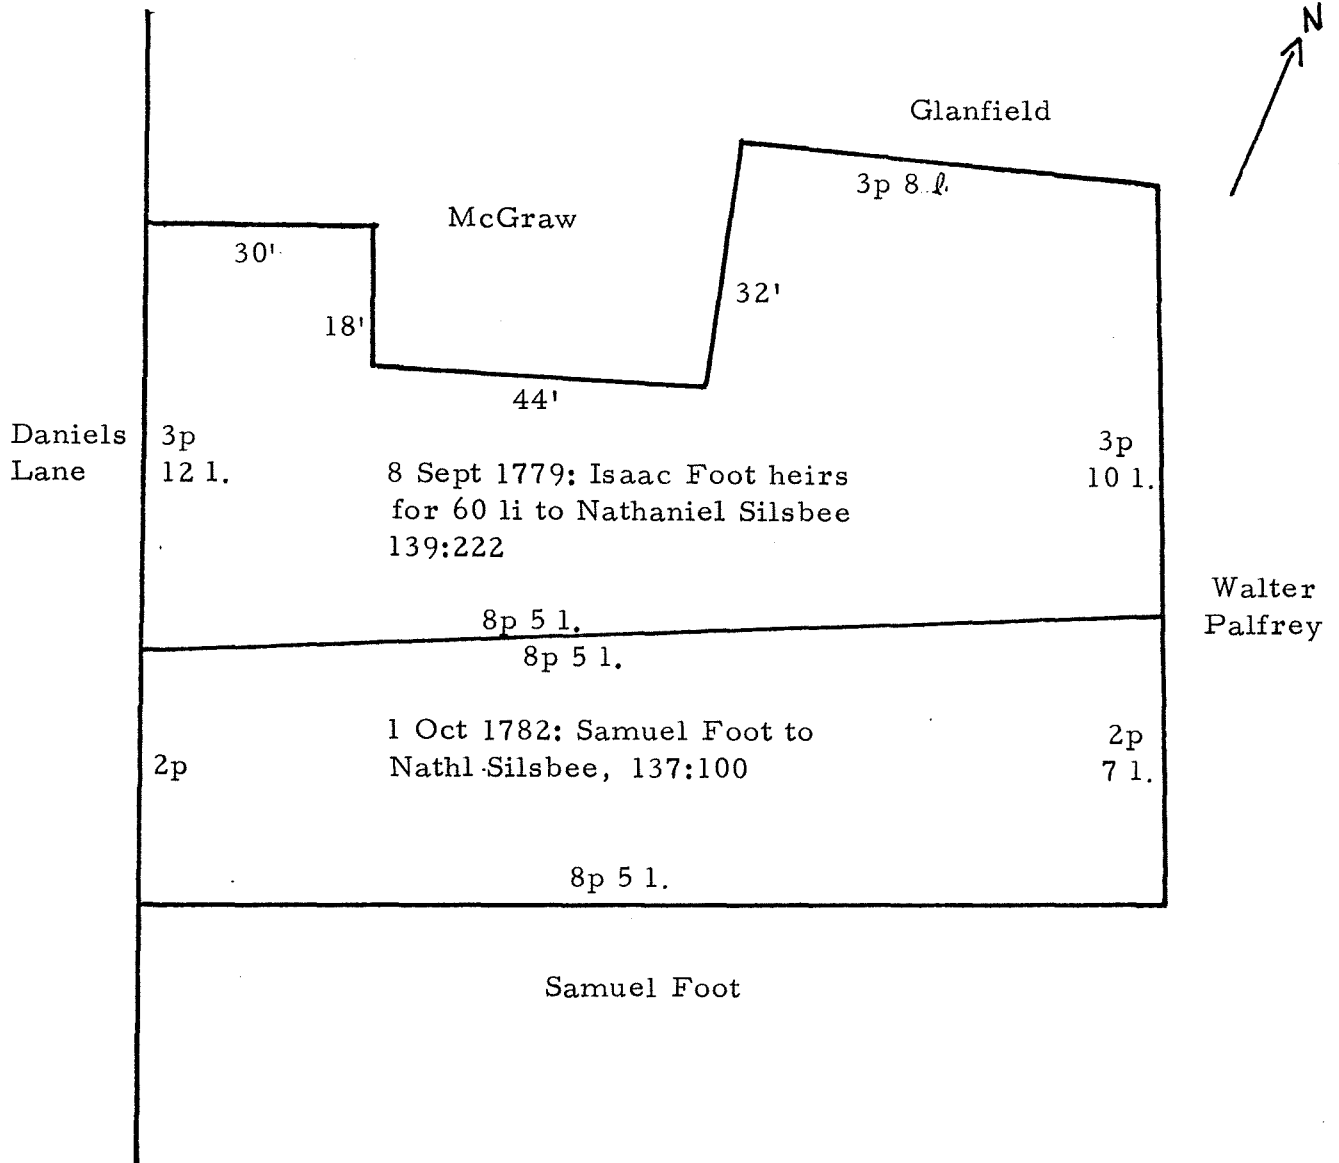 N
Glanfield
3p 8 l.
McGraw
30'
32'
18'
44'
Daniels
Lane
3p
12 l.
3p
10 l.
8 Sept 1779: Isaac Foot heirs
for 60 li to Nathaniel Silsbee
139:222
Walter
Palfrey
8p 5 l.
8p 5 l.
1 Oct 1782: Samuel Foot to
Nathl Silsbee, 137:100
2p
2p
7 l.
8p 5 l.
Samuel Foot